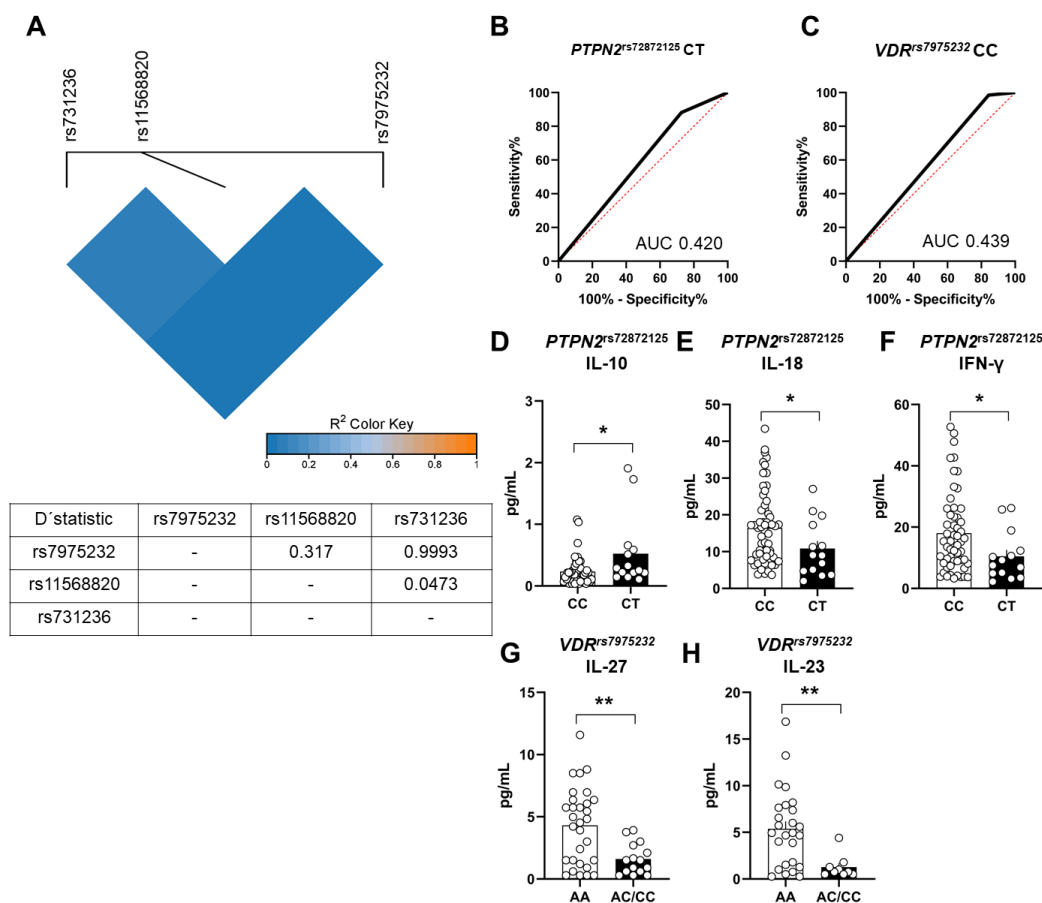 A
rs731236
rs11568820
rs7975232
R2 Color Key
0 0.2 0.4 0.6 0.8 1
D´statistic rs7975232 rs11568820 rs731236
rs7975232 - 0.317 0.9993
rs11568820 - - 0.0473
rs731236 - - -
B
PTPN2rs72872125 CT
Sensitivity%
100
80
60
40
20
0
0 20 40 60 80 100
100% - Specificity%
AUC 0.420
C
VDRrs7975232 CC
Sensitivity%
100
80
60
40
20
0
0 20 40 60 80 100
100% - Specificity%
AUC 0.439
D
PTPN2rs72872125
IL-10
pg/mL
3
2
1
0
*
CC CT
E
PTPN2rs72872125
IL-18
pg/mL
50
40
30
20
10
0
*
CC CT
F
PTPN2rs72872125
IFN-γ
pg/mL
60
40
20
0
*
CC CT
G
VDRrs7975232
IL-27
pg/mL
15
10
5
0
**
AA AC/CC
H
VDRrs7975232
IL-23
pg/mL
20
15
10
5
0
**
AA AC/CC